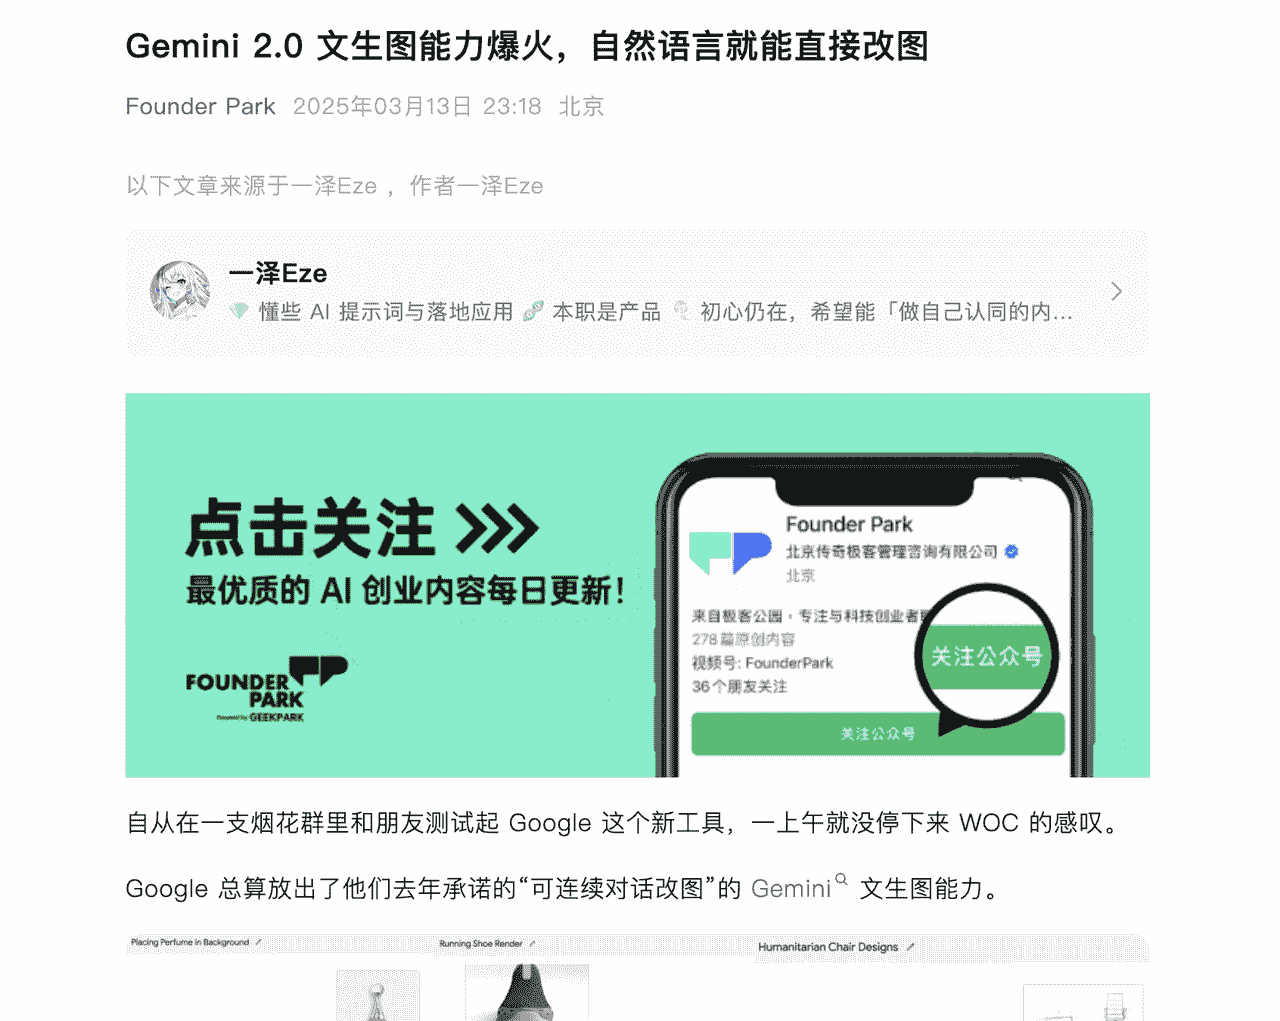 Gemini 2.0 文生图能力爆火，自然语言就能直接改图
Founder Park 2025年03月13日 23:18 北京
以下文章来源于一泽Eze ，作者一泽Eze
一泽Eze
懂些 AI 提示词与落地应用 本职是产品 初心仍在，希望能「做自己认同的内...
点击关注
最优质的 AI 创业内容每日更新！
FOUNDER
PARK
Powered by GEEKPARK
Founder Park
北京传奇极客管理咨询有限公司
北京
来自极客公园，专注与科技创业者
278 篇原创内容
视频号: FounderPark
36个朋友关注
关注公众号
关注公众号
自从在一支烟花群里和朋友测试起 Google 这个新工具，一上午就没停下来 WOC 的感叹。
Google 总算放出了他们去年承诺的“可连续对话改图”的 Gemini 文生图能力。
Placing Perfume in Background
Running Shoe Render
Humanitarian Chair Designs